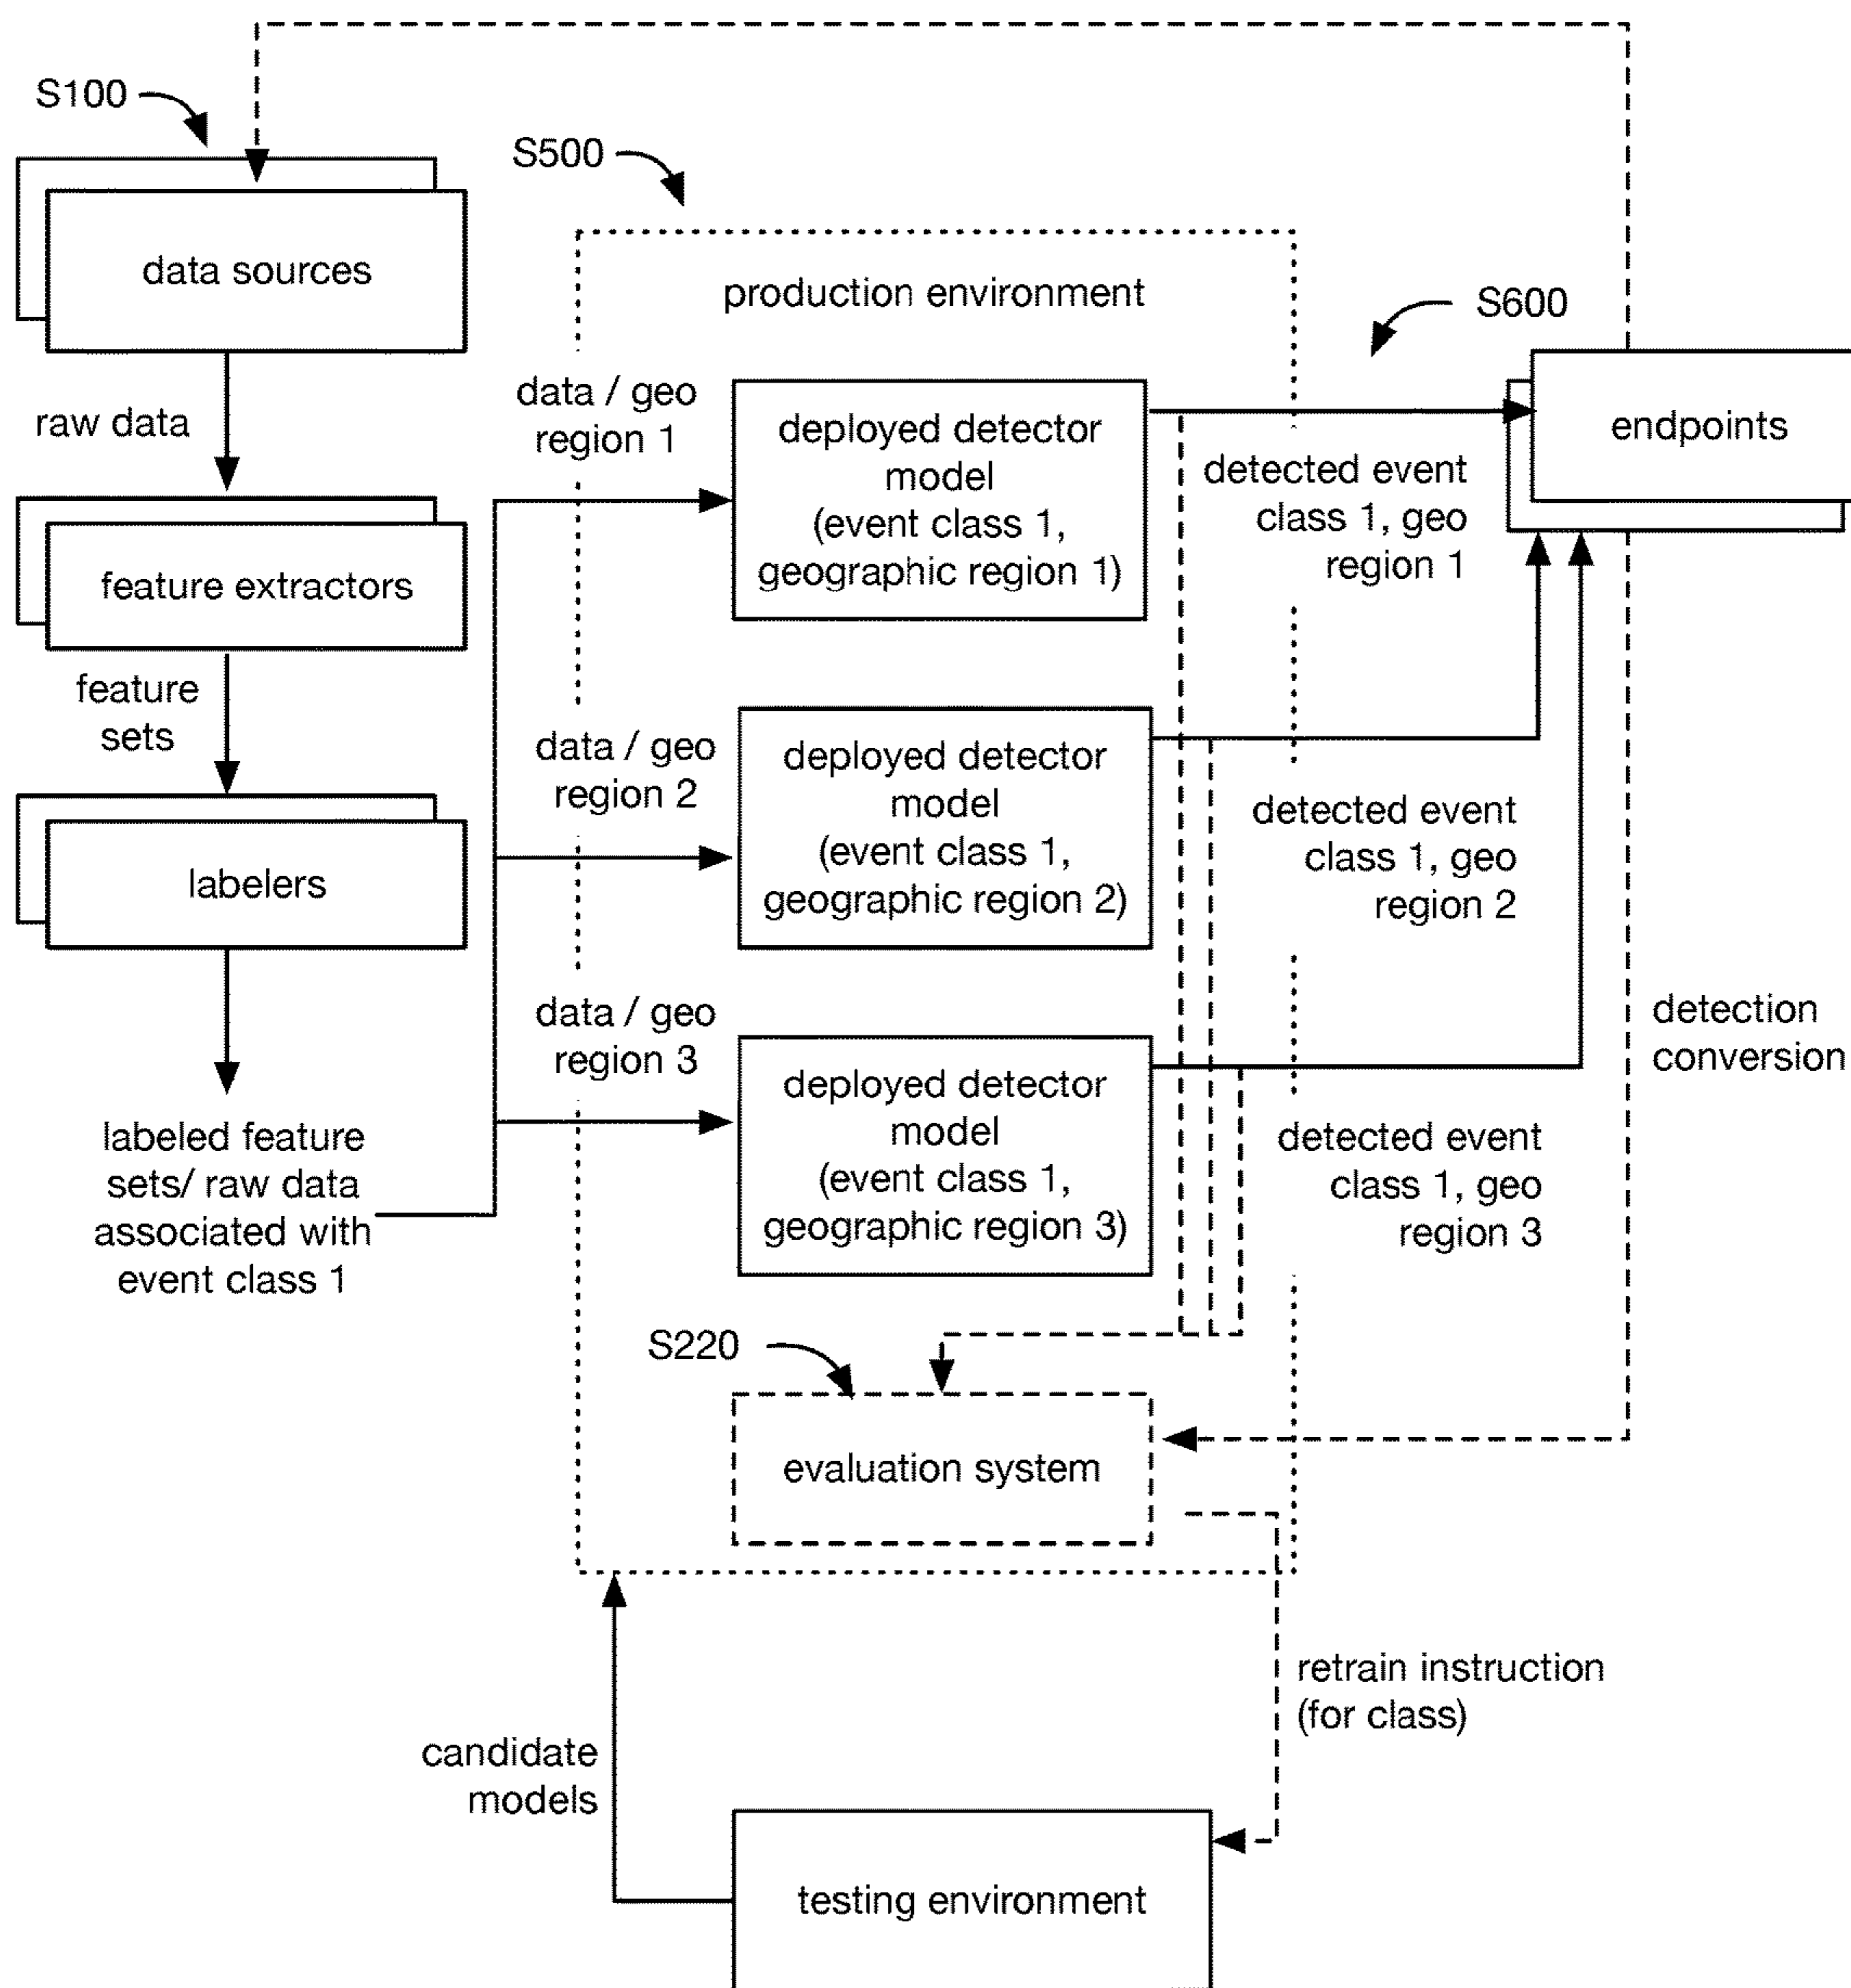 S100
data sources
raw data
feature extractors
feature
sets
labelers
labeled feature
sets/ raw data
associated with
event class 1
S500
production environment
data / geo
region 1
deployed detector
model
(event class 1,
geographic region 1)
data / geo
region 2
deployed detector
model
(event class 1,
geographic region 2)
data / geo
region 3
deployed detector
model
(event class 1,
geographic region 3)
S600
endpoints
detected event
class 1, geo
region 1
detected event
class 1, geo
region 2
detected event
class 1, geo
region 3
detection
conversion
S220
evaluation system
retrain instruction
(for class)
candidate
models
testing environment